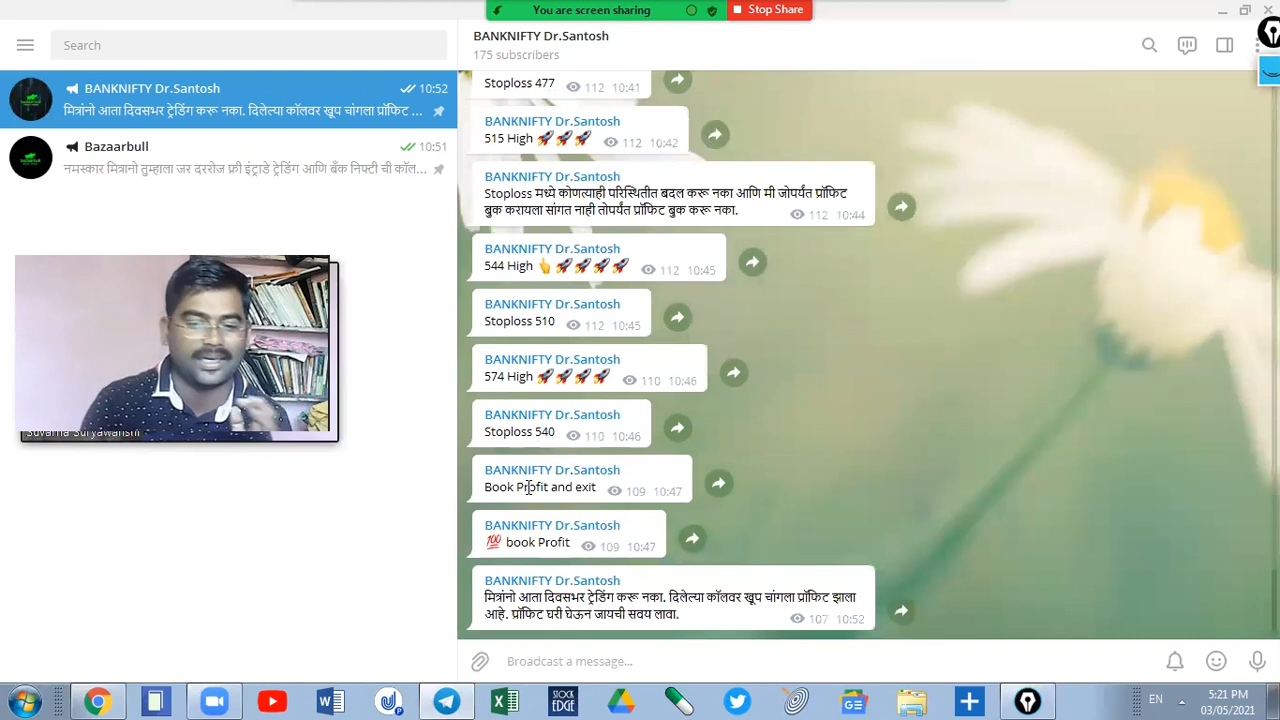 You are screen sharing
Stop Share
Search
BANKNIFTY Dr.Santosh
175 subscribers
BANKNIFTY Dr.Santosh 10:52
मित्रांनो आता दिवसभर ट्रेडिंग करू नका. दिलेल्या कॉलवर खूप चांगला प्रॉफिट ...
Bazaarbull 10:51
नमस्कार मित्रानो तुम्हाला जर दररोज फ्री इंट्राडे ट्रेडिंग आणि बँक निफ्टी ची कॉल...
Suvarna Suryawanshi
Stoploss 477 112 10:41
BANKNIFTY Dr.Santosh
515 High 🚀🚀🚀 112 10:42
BANKNIFTY Dr.Santosh
Stoploss मध्ये कोणत्याही परिस्थितीत बदल करू नका आणि मी जोपर्यंत प्रॉफिट
बुक करायला सांगत नाही तोपर्यंत प्रॉफिट बुक करू नका. 112 10:44
BANKNIFTY Dr.Santosh
544 High 👆🚀🚀🚀🚀 112 10:45
BANKNIFTY Dr.Santosh
Stoploss 510 112 10:45
BANKNIFTY Dr.Santosh
574 High 🚀🚀🚀🚀 110 10:46
BANKNIFTY Dr.Santosh
Stoploss 540 110 10:46
BANKNIFTY Dr.Santosh
Book Profit and exit 109 10:47
BANKNIFTY Dr.Santosh
💯 book Profit 109 10:47
BANKNIFTY Dr.Santosh
मित्रांनो आता दिवसभर ट्रेडिंग करू नका. दिलेल्या कॉलवर खूप चांगला प्रॉफिट झाला
आहे. प्रॉफिट घरी घेऊन जायची सवय लावा. 107 10:52
Broadcast a message...
STOCK EDGE
EN
5:21 PM
03/05/2021